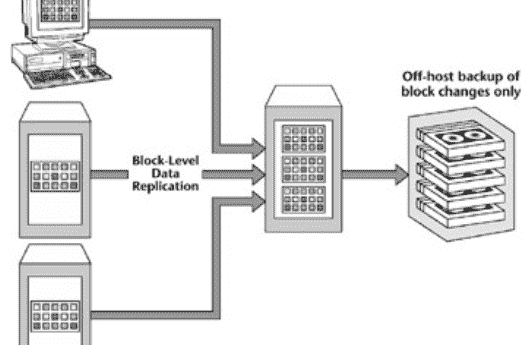 Off-host backup of
block changes only
Block-Level
Data
Replication